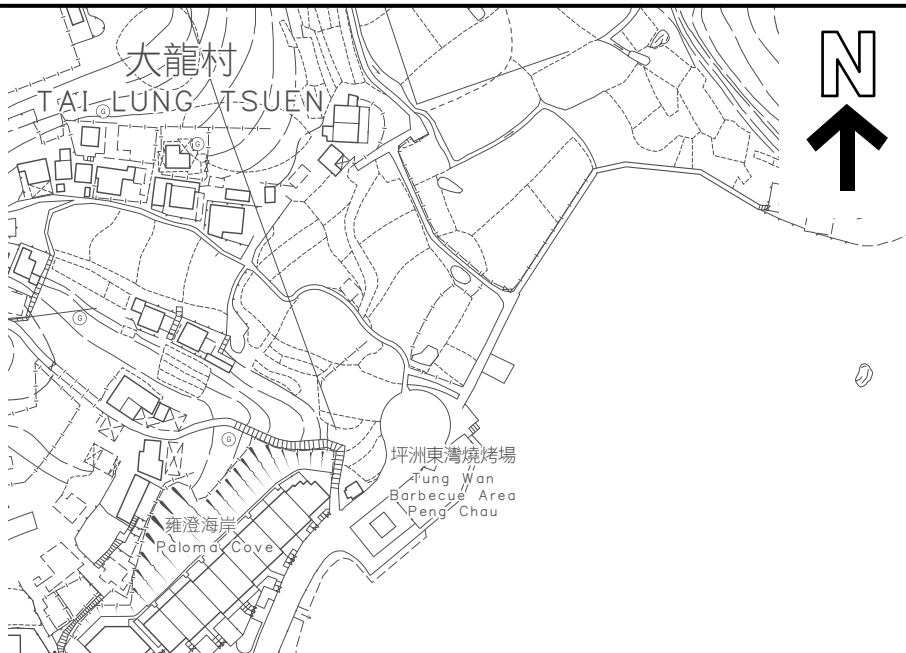 大龍村
TAI LUNG TSUEN
N
G
G
G
G
坪洲東灣燒烤場
Tung Wan
Barbecue Area
Peng Chau
雍澄海岸
Paloma Cove